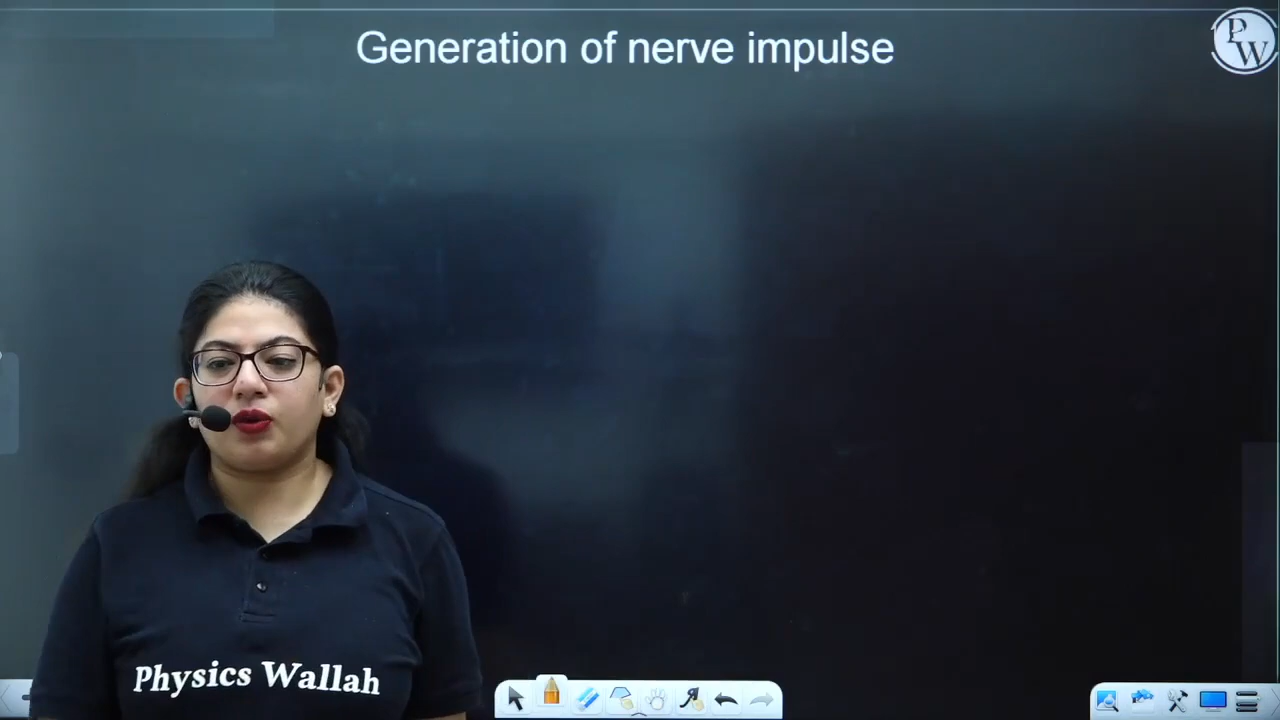 Generation of nerve impulse
PW
Physics Wallah